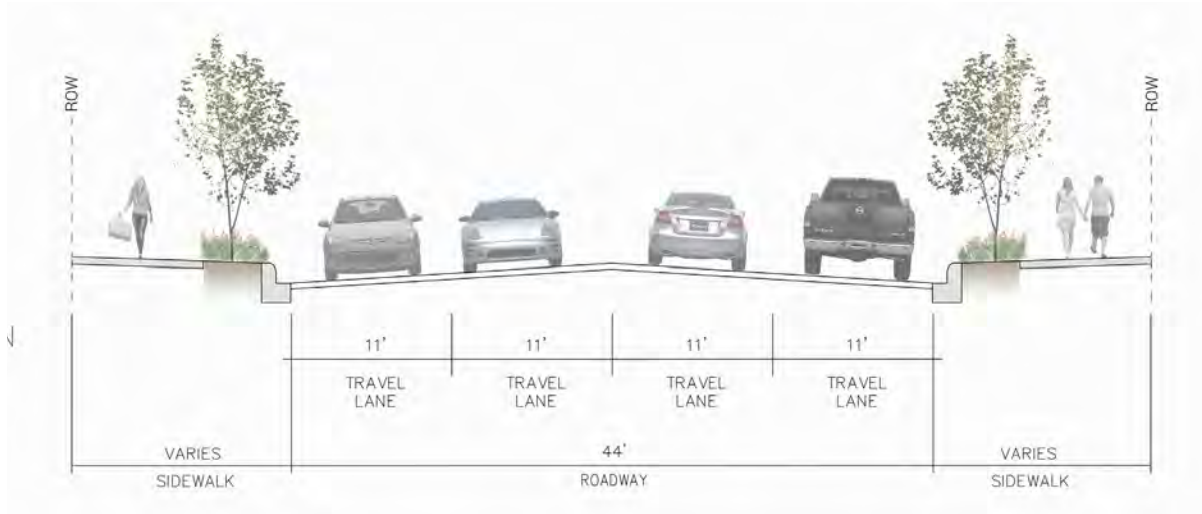 ROW
ROW
11' 11' 11' 11'
TRAVEL LANE
TRAVEL LANE
TRAVEL LANE
TRAVEL LANE
VARIES 44' VARIES
SIDEWALK ROADWAY SIDEWALK